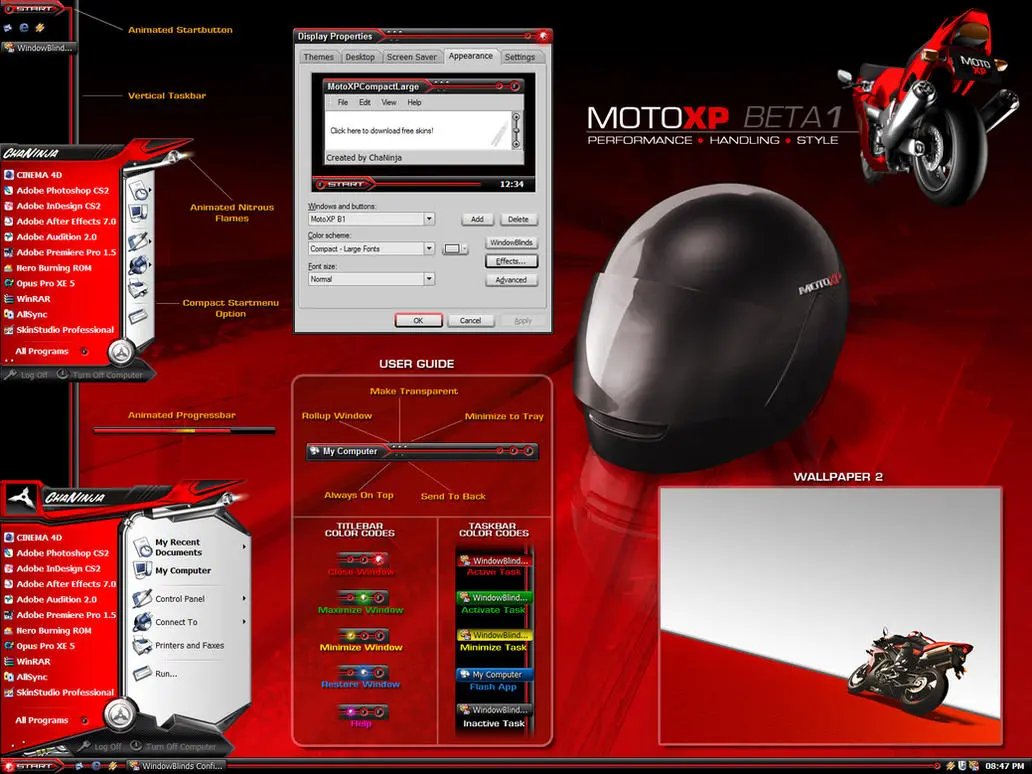 START
Animated Startbutton
WindowBlind...
Vertical Taskbar
ChaNinja
CINEMA 4D
Adobe Photoshop CS2
Adobe InDesign CS2
Adobe After Effects 7.0
Adobe Audition 2.0
Adobe Premiere Pro 1.5
Nero Burning ROM
Opus Pro XE 5
WinRAR
AllSync
SkinStudio Professional
All Programs
Log Off
Turn Off Computer
Animated Nitrous
Flames
Compact Startmenu
Option
Animated Progressbar
ChaNinja
CINEMA 4D
Adobe Photoshop CS2
Adobe InDesign CS2
Adobe After Effects 7.0
Adobe Audition 2.0
Adobe Premiere Pro 1.5
Nero Burning ROM
Opus Pro XE 5
WinRAR
AllSync
SkinStudio Professional
All Programs
My Recent
Documents
My Computer
Control Panel
Connect To
Printers and Faxes
Run...
Log Off
Turn Off Computer
Display Properties
Themes
Desktop
Screen Saver
Appearance
Settings
MotoXPCompactLarge
File Edit View Help
Click here to download free skins!
Created by ChaNinja
START
12:34
Windows and buttons:
MotoXP B1
Add
Delete
Color scheme:
Compact - Large Fonts
WindowBlinds
Effects...
Font size:
Normal
Advanced
OK
Cancel
Apply
USER GUIDE
Make Transparent
Rollup Window
Minimize to Tray
My Computer
Always On Top
Send To Back
TITLEBAR
COLOR CODES
Close Window
Maximize Window
Minimize Window
Restore Window
Help
TASKBAR
COLOR CODES
WindowBlind...
Active Task
WindowBlind...
Activate Task
WindowBlind...
Minimize Task
My Computer
Flash App
WindowBlind...
Inactive Task
MOTOXP BETA1
PERFORMANCE • HANDLING • STYLE
MOTO
XP
MOTOXP
WALLPAPER 2
START
WindowBlinds Confi...
08:47 PM